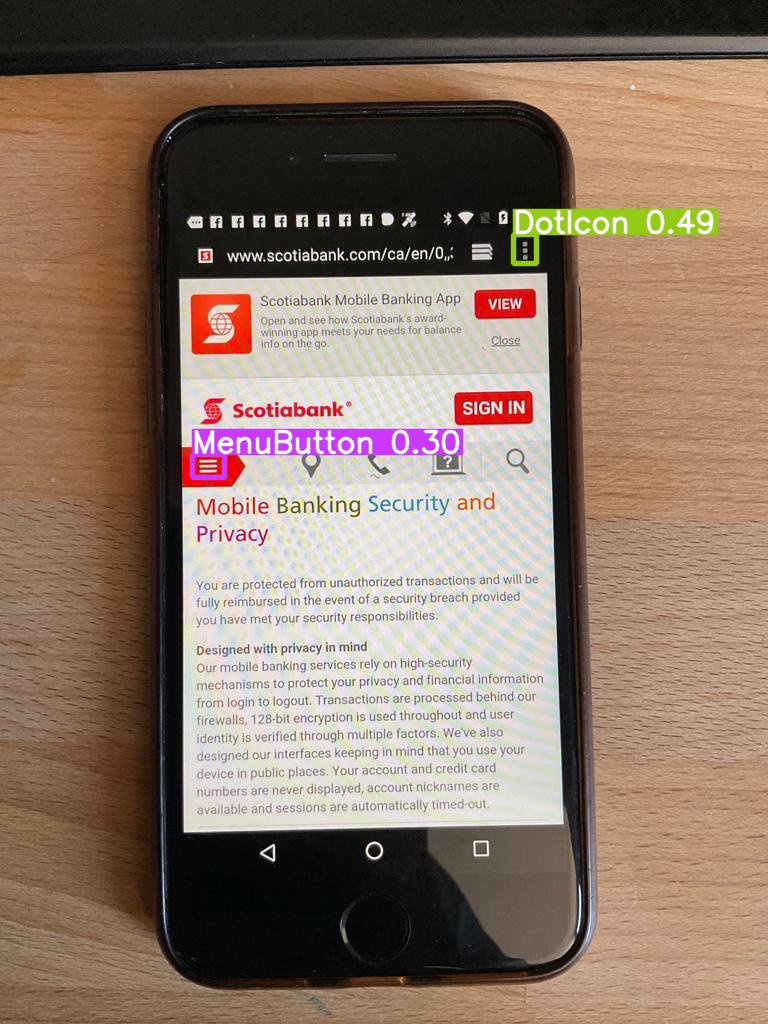 DotIcon 0.49
www.scotiabank.com/ca/en/0,,
Scotiabank Mobile Banking App
VIEW
Open and see how Scotiabank's award-
winning app meets your needs for balance
info on the go.
Close
Scotiabank®
SIGN IN
MenuButton 0.30
?
Mobile Banking Security and
Privacy
You are protected from unauthorized transactions and will be
fully reimbursed in the event of a security breach provided
you have met your security responsibilities.
Designed with privacy in mind
Our mobile banking services rely on high-security
mechanisms to protect your privacy and financial information
from login to logout. Transactions are processed behind our
firewalls, 128-bit encryption is used throughout and user
identity is verified through multiple factors. We've also
designed our interfaces keeping in mind that you use your
device in public places. Your account and credit card
numbers are never displayed, account nicknames are
available and sessions are automatically timed-out.